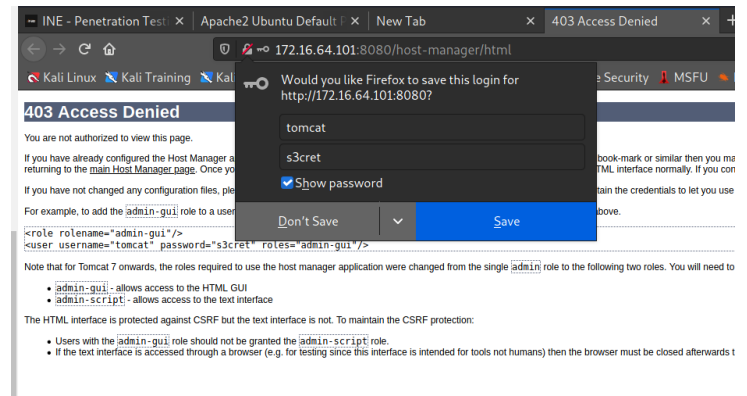 INE - Penetration Testi
Apache2 Ubuntu Default P
New Tab
403 Access Denied
172.16.64.101:8080/host-manager/html
Kali Linux Kali Training Kal e Security MSFU
Would you like Firefox to save this login for
http://172.16.64.101:8080?
tomcat
s3cret
Show password
Don't Save
Save
403 Access Denied
You are not authorized to view this page.
If you have already configured the Host Manager a book-mark or similar then you ma
returning to the main Host Manager page. Once yo TML interface normally. If you con
If you have not changed any configuration files, ple tain the credentials to let you use
For example, to add the admin-gui role to a user above.
<role rolename="admin-gui"/>
<user username="tomcat" password="s3cret" roles="admin-gui"/>
Note that for Tomcat 7 onwards, the roles required to use the host manager application were changed from the single admin role to the following two roles. You will need to
admin-gui - allows access to the HTML GUI
admin-script - allows access to the text interface
The HTML interface is protected against CSRF but the text interface is not. To maintain the CSRF protection:
Users with the admin-gui role should not be granted the admin-script role.
If the text interface is accessed through a browser (e.g. for testing since this interface is intended for tools not humans) then the browser must be closed afterwards t